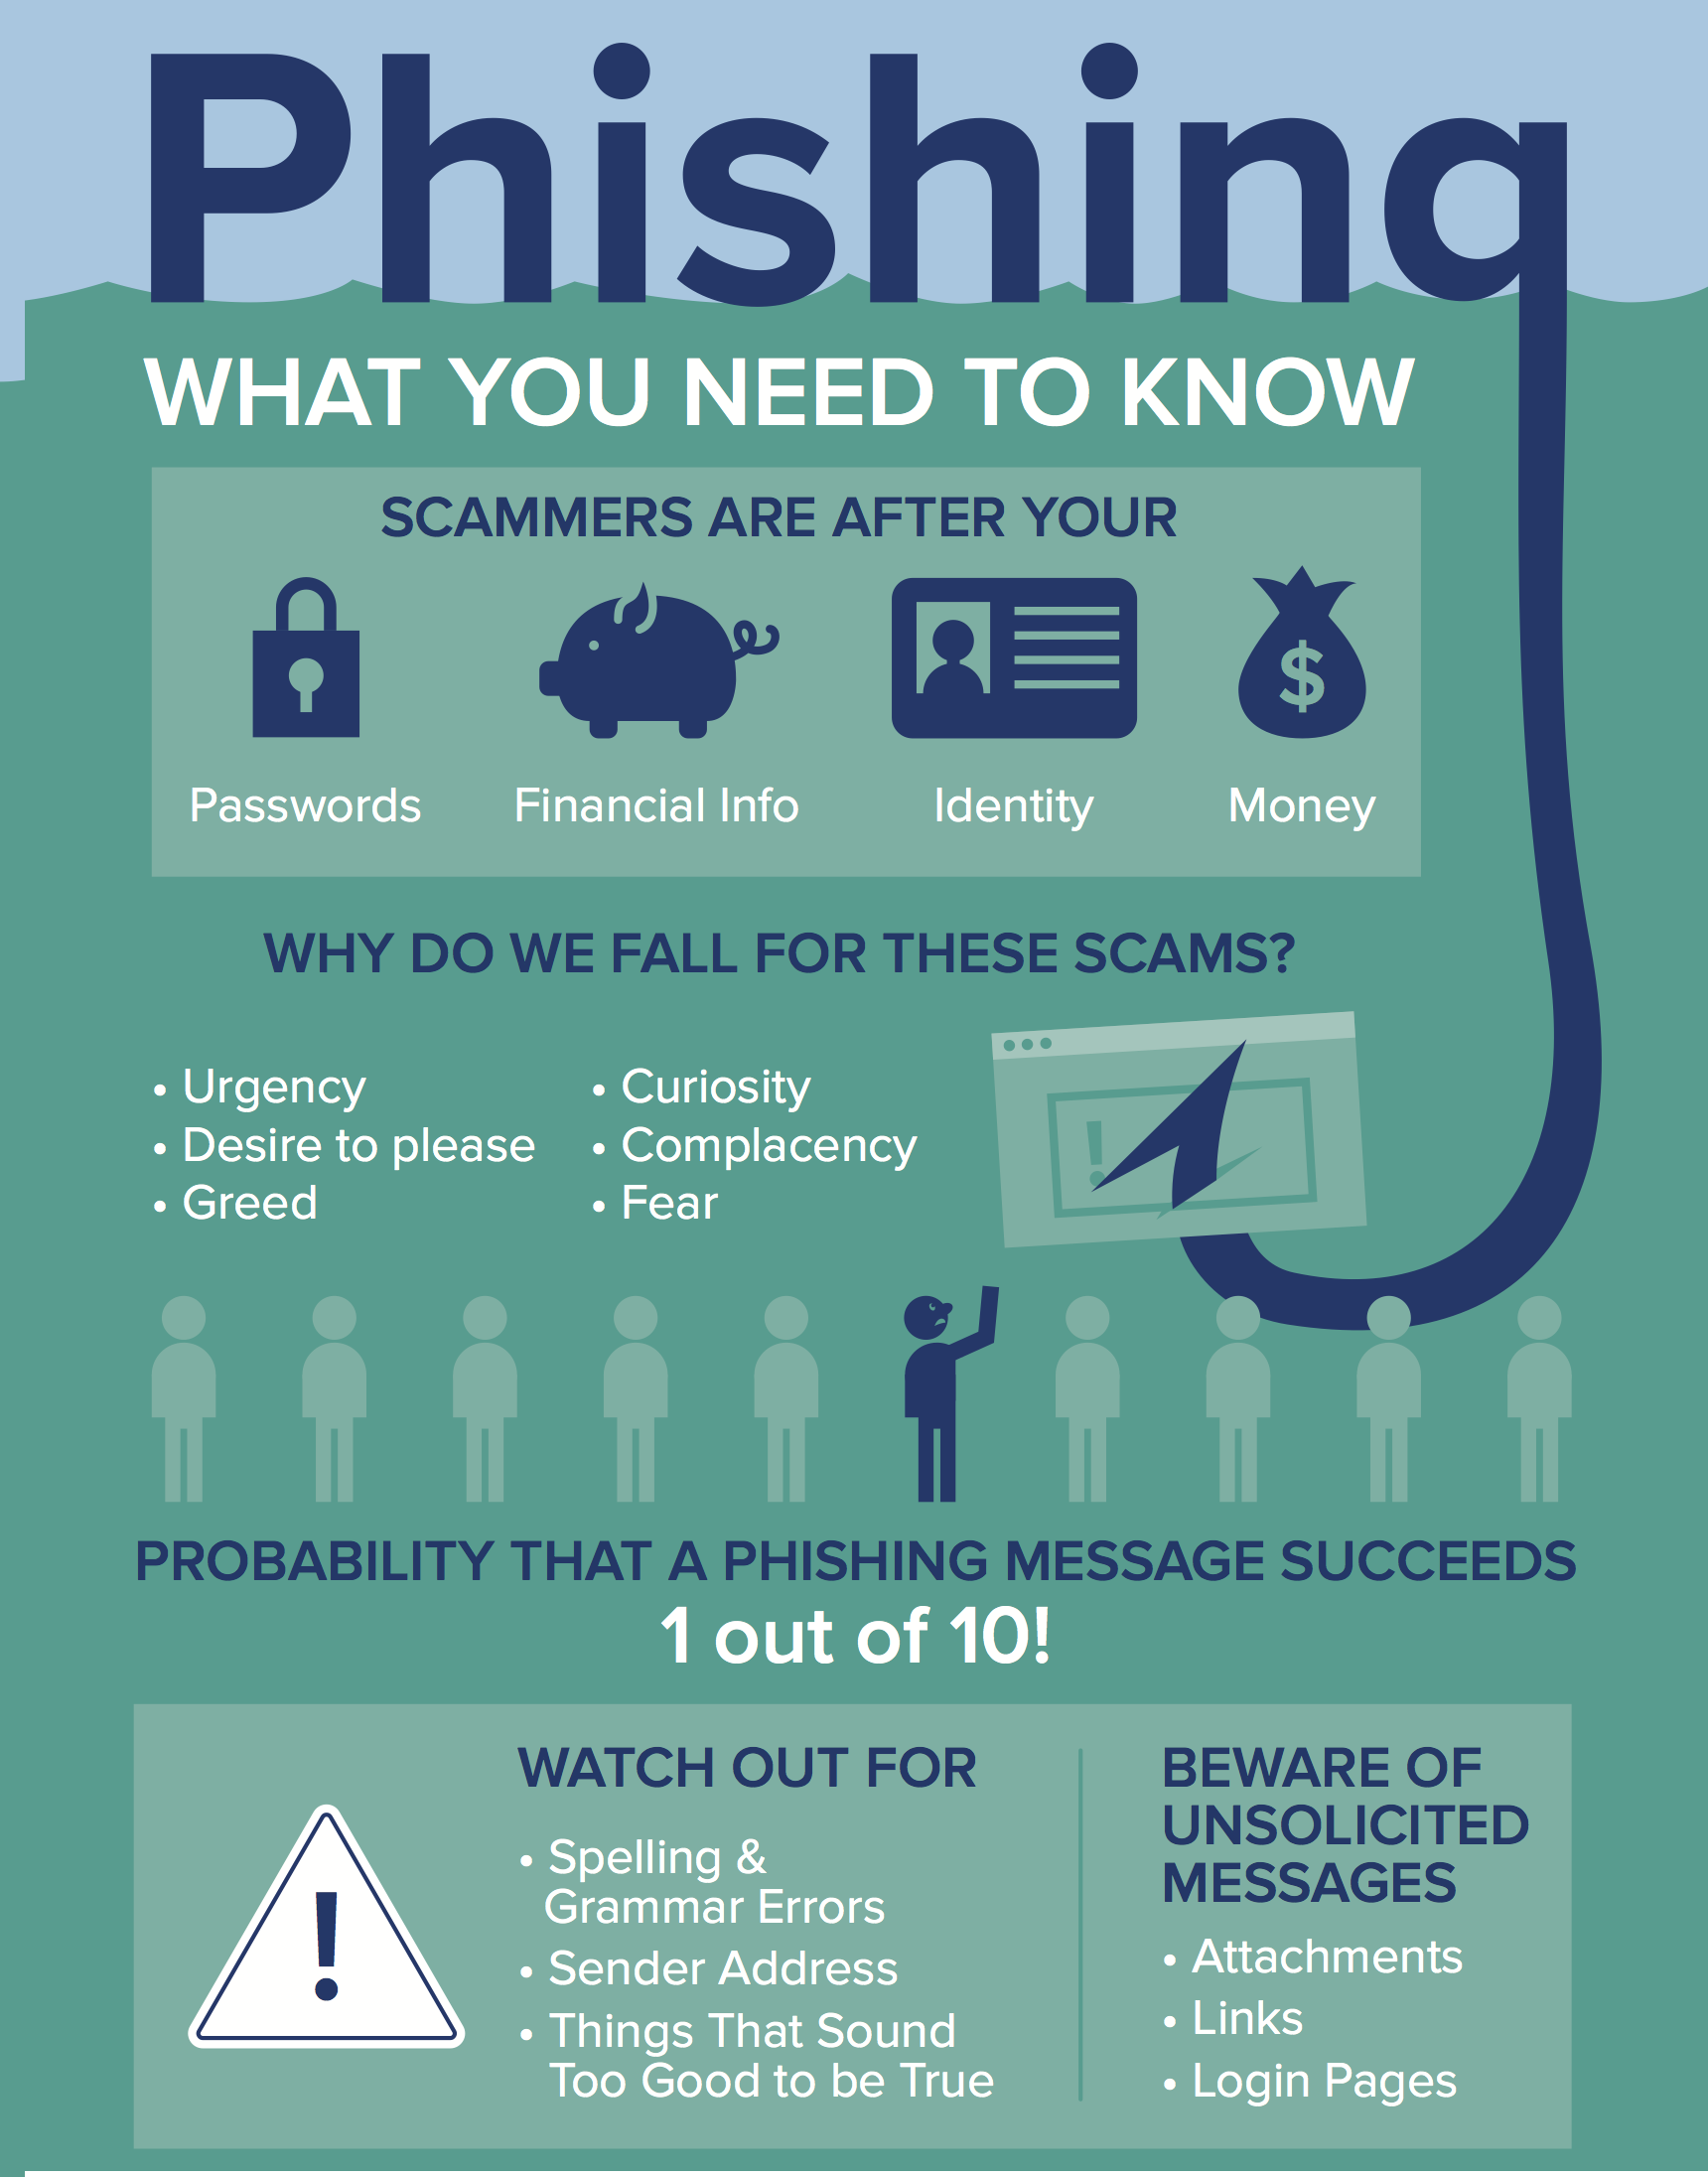 Phishing
WHAT YOU NEED TO KNOW
SCAMMERS ARE AFTER YOUR
$
Passwords Financial Info Identity Money
WHY DO WE FALL FOR THESE SCAMS?
• Urgency
• Desire to please
• Greed
• Curiosity
• Complacency
• Fear
!
PROBABILITY THAT A PHISHING MESSAGE SUCCEEDS
1 out of 10!
!
WATCH OUT FOR
• Spelling &
Grammar Errors
• Sender Address
• Things That Sound
Too Good to be True
BEWARE OF
UNSOLICITED
MESSAGES
• Attachments
• Links
• Login Pages